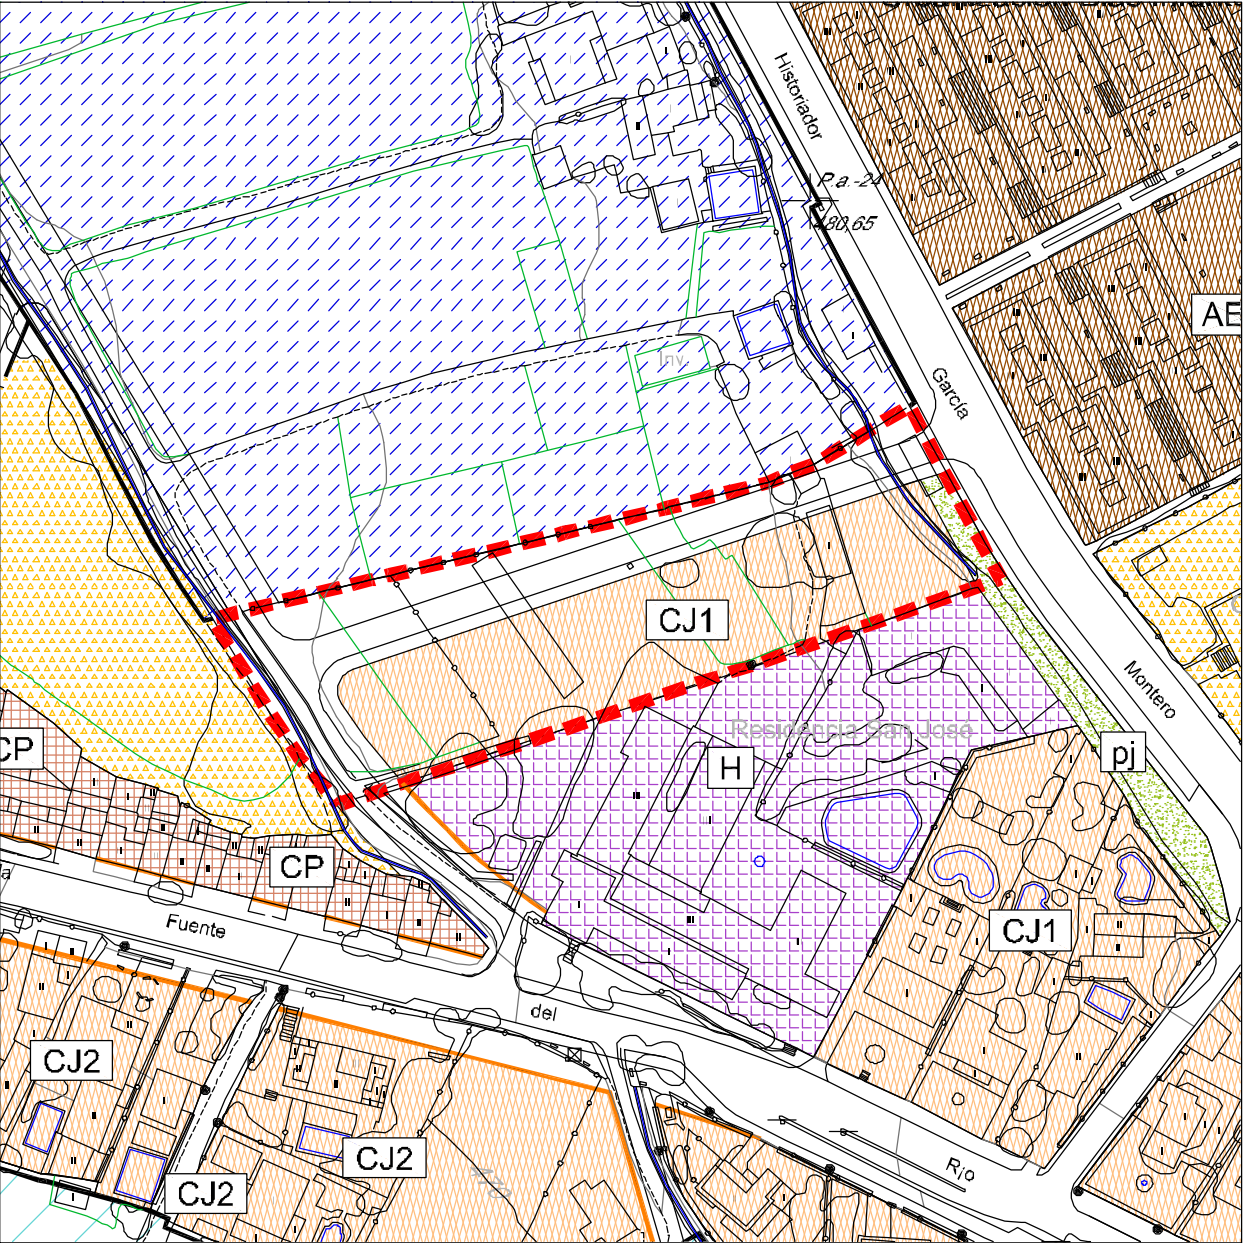 Historiador
P.a.-24
480,65
AE
García
Inv.
CJ1
Montero
Residencia San José
pj
H
CP
CP
a
Fuente
CJ1
del
CJ2
CJ2
CJ2
Río